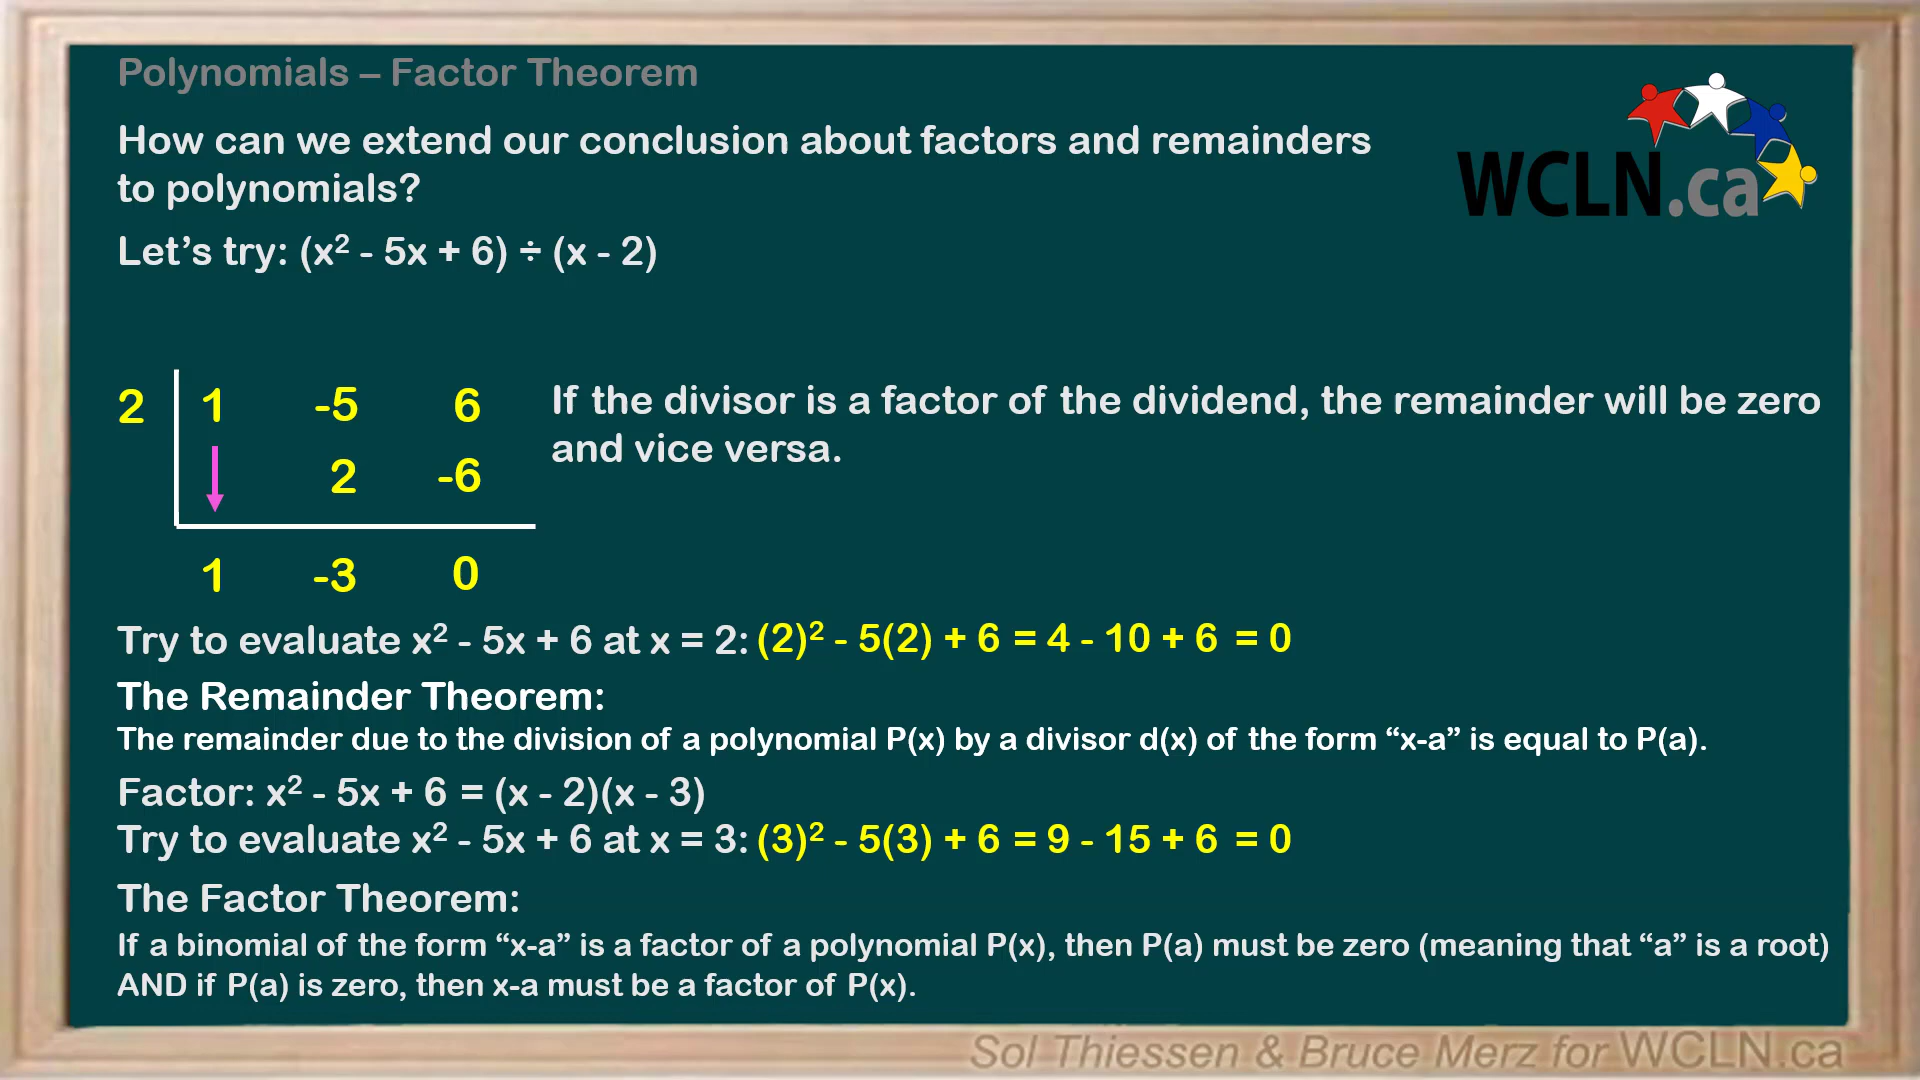 Polynomials – Factor Theorem
WCLN.ca
How can we extend our conclusion about factors and remainders
to polynomials?
Let’s try: (x² - 5x + 6) ÷ (x - 2)
2 1 -5 6
2 -6
1 -3 0
If the divisor is a factor of the dividend, the remainder will be zero
and vice versa.
Try to evaluate x² - 5x + 6 at x = 2: (2)² - 5(2) + 6 = 4 - 10 + 6 = 0
The Remainder Theorem:
The remainder due to the division of a polynomial P(x) by a divisor d(x) of the form “x-a” is equal to P(a).
Factor: x² - 5x + 6 = (x - 2)(x - 3)
Try to evaluate x² - 5x + 6 at x = 3: (3)² - 5(3) + 6 = 9 - 15 + 6 = 0
The Factor Theorem:
If a binomial of the form “x-a” is a factor of a polynomial P(x), then P(a) must be zero (meaning that “a” is a root)
AND if P(a) is zero, then x-a must be a factor of P(x).
Sol Thiessen & Bruce Merz for WCLN.ca